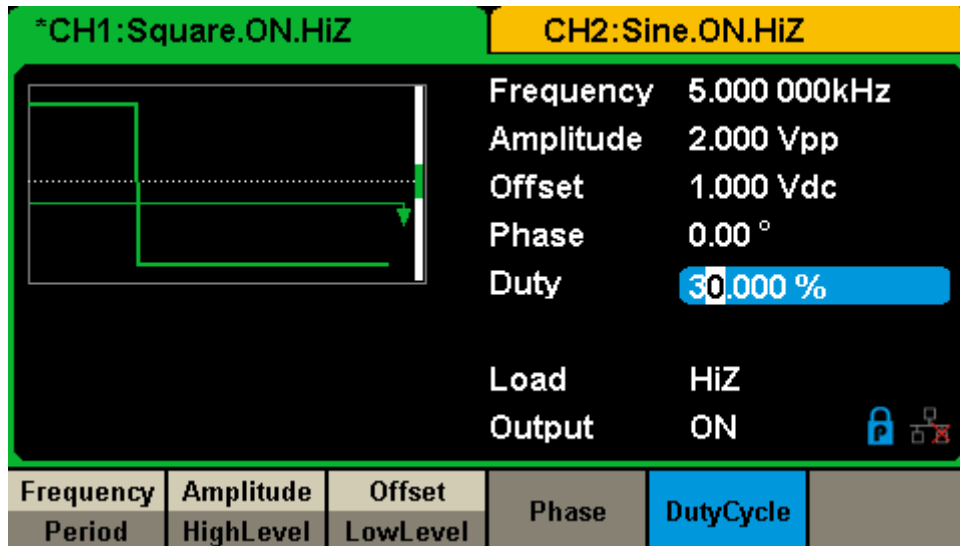 *CH1:Square.ON.HiZ
CH2:Sine.ON.HiZ
Frequency 5.000 000kHz
Amplitude 2.000 Vpp
Offset 1.000 Vdc
Phase 0.00 °
Duty 30.000 %
Load HiZ
Output ON
P
Frequency Amplitude Offset
Phase DutyCycle
Period HighLevel LowLevel